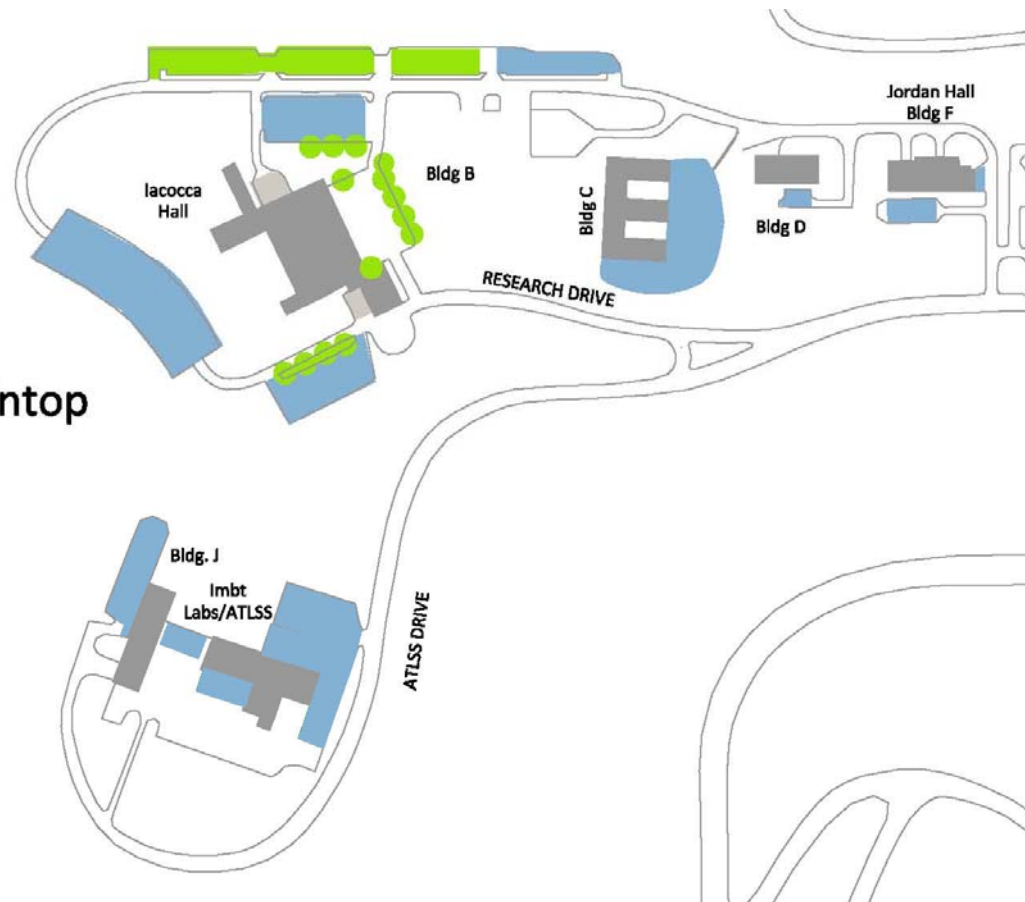 Jordan Hall
Bldg F
Iacocca
Hall
Bldg B
Bldg C
Bldg D
RESEARCH DRIVE
ntop
Bldg. J
Imbt
Labs/ATLSS
ATLSS DRIVE